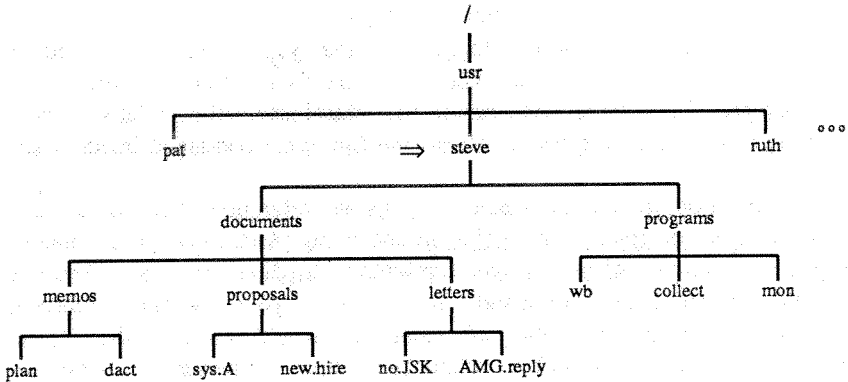 /
usr
pat ⇒ steve ruth °°°
documents programs
memos proposals letters wb collect mon
plan dact sys.A new.hire no.JSK AMG.reply